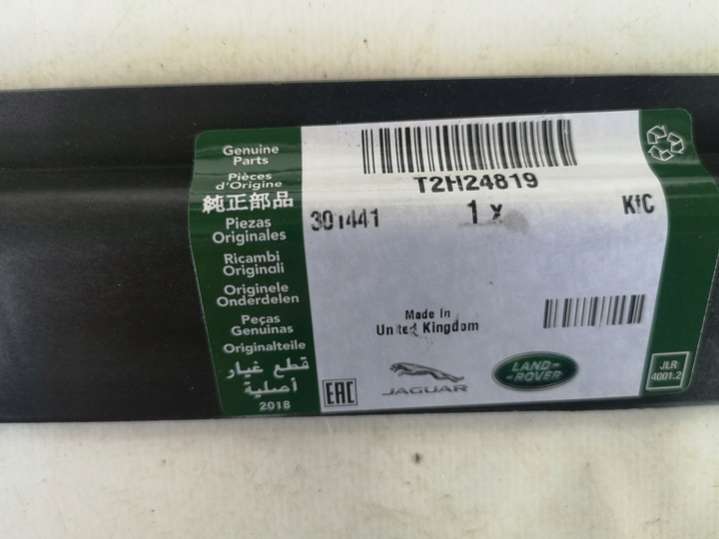 Genuine
Parts
Pièces
d'Origine
純正部品
Piezas
Originales
Ricambi
Originali
Originele
Onderdelen
Peças
Genuinas
Originalteile
قطع غيار
أصلية
2018
T2H24819
301441 1 x
Made In
United Kingdom
EAC
JAGUAR
LAND-
-ROVER
JLR
4001.2